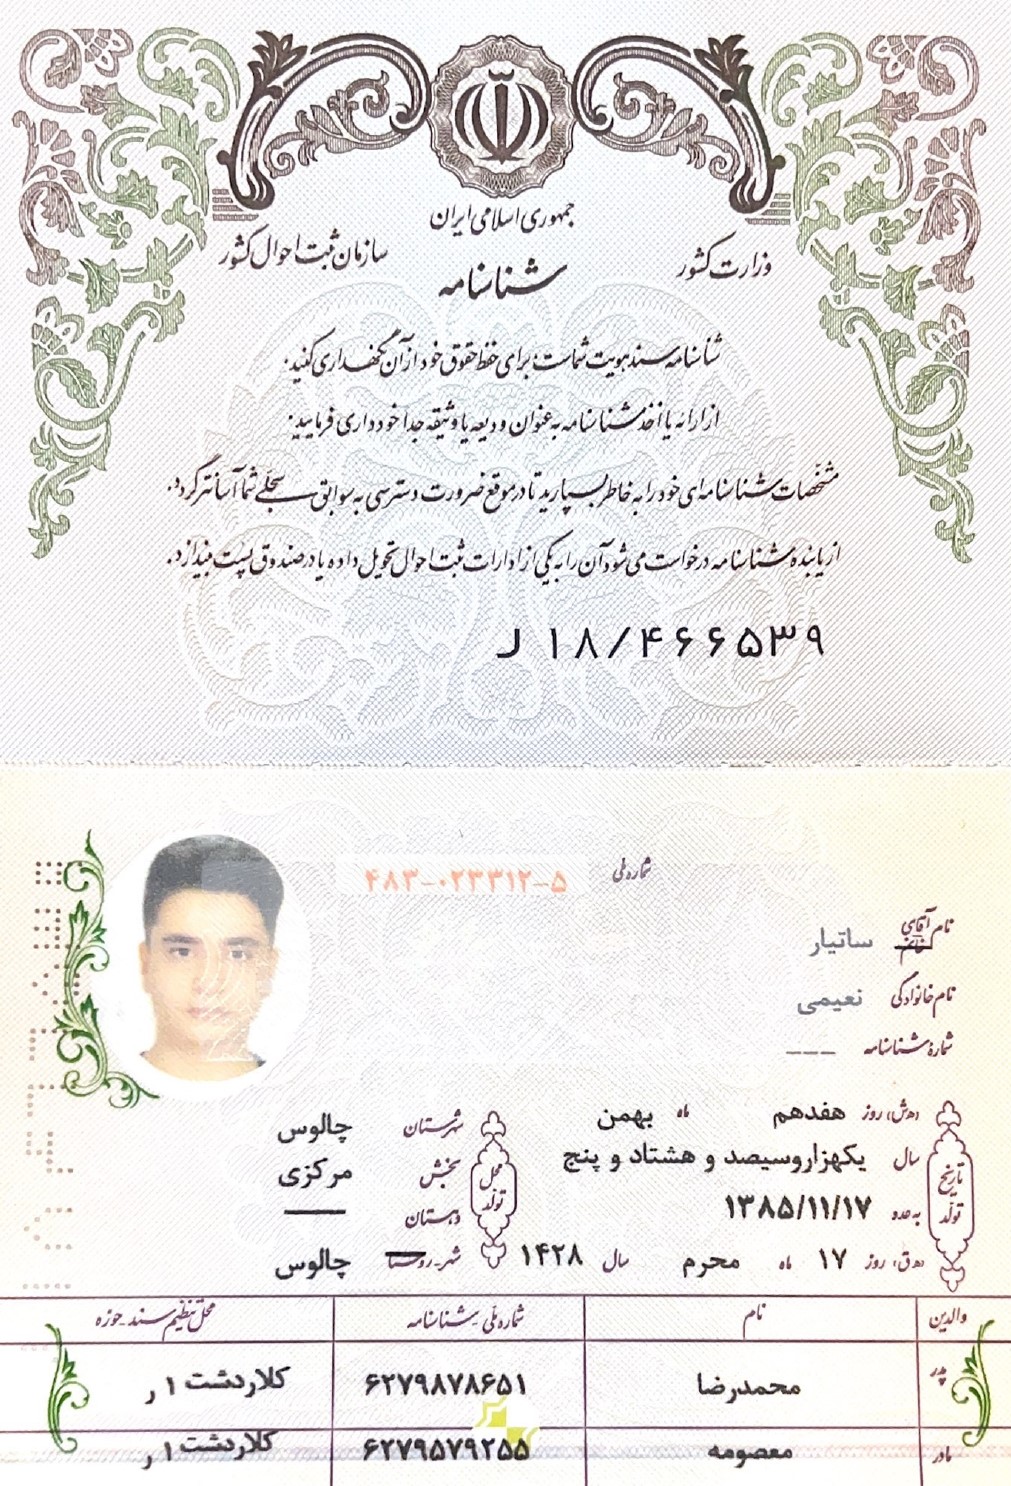 جمهوری اسلامی ایران
وزارت کشور
سازمان ثبت احوال کشور
شناسنامه
شناسنامه سند هویت شماست؛ برای حفظ حقوق خود از آن نگهداری کنید.
از ارائه یا اخذ شناسنامه به عنوان ودیعه یا وثیقه جداً خودداری فرمایید.
مشخصات شناسنامه‌ای خود را به خاطر بسپارید تا در موقع ضرورت دسترسی به سوابق سجلی شما آسانتر گردد.
از یابنده شناسنامه درخواست می‌شود آن را به یکی از ادارات ثبت احوال تحویل داده یا در صندوق پست بیندازد.
ر ۱۸/۴۶۶۵۳۹
شماره ملی ۴۸۳-۰۲۳۳۱۲-۵
نام آقای خانم ساتیار
نام خانوادگی نعیمی
شماره شناسنامه ---
تاریخ تولد
(ه.ش) روز هفدهم ماه بهمن
سال یکهزاروسیصد و هشتاد و پنج
به عدد ۱۳۸۵/۱۱/۱۷
(ه.ق) روز ۱۷ ماه محرم سال ۱۴۲۸
محل تولد
شهرستان چالوس
بخش مرکزی
دهستان ——
شهر-روستا چالوس
والدین نام شماره ملی-شناسنامه محل تنظیم سند-حوزه
پدر محمدرضا ۶۲۷۹۸۷۸۶۵۱ کلاردشت ۱ ر
مادر معصومه ۶۲۷۹۵۷۹۲۵۵ کلاردشت ۱ ر